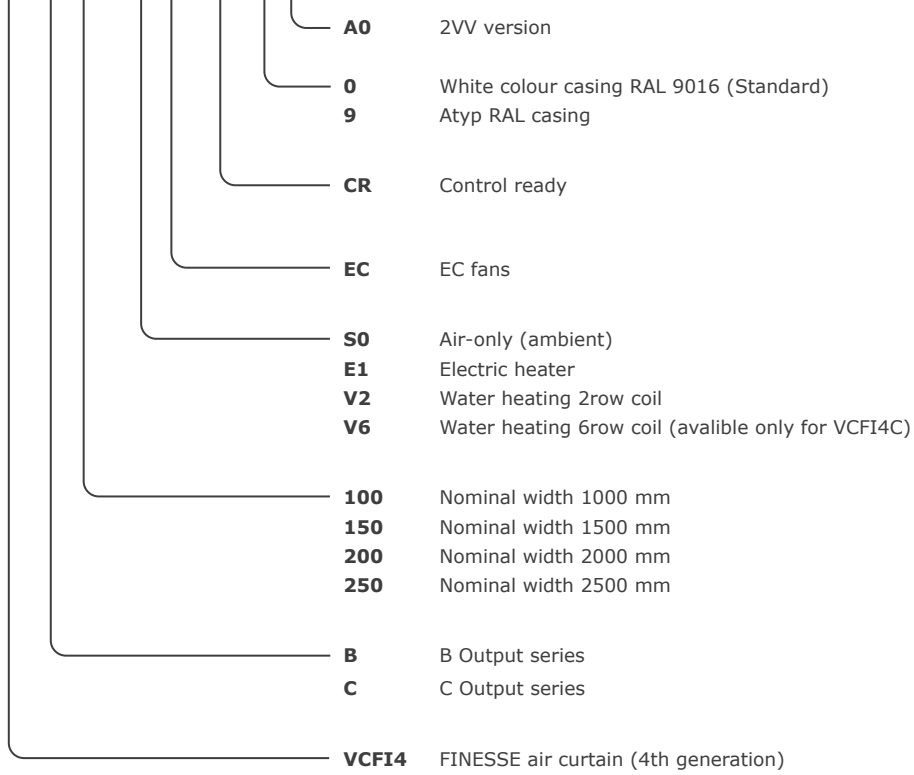 A0 2VV version
0 White colour casing RAL 9016 (Standard)
9 Atyp RAL casing
CR Control ready
EC EC fans
S0 Air-only (ambient)
E1 Electric heater
V2 Water heating 2row coil
V6 Water heating 6row coil (avalible only for VCFI4C)
100 Nominal width 1000 mm
150 Nominal width 1500 mm
200 Nominal width 2000 mm
250 Nominal width 2500 mm
B B Output series
C C Output series
VCFI4 FINESSE air curtain (4th generation)